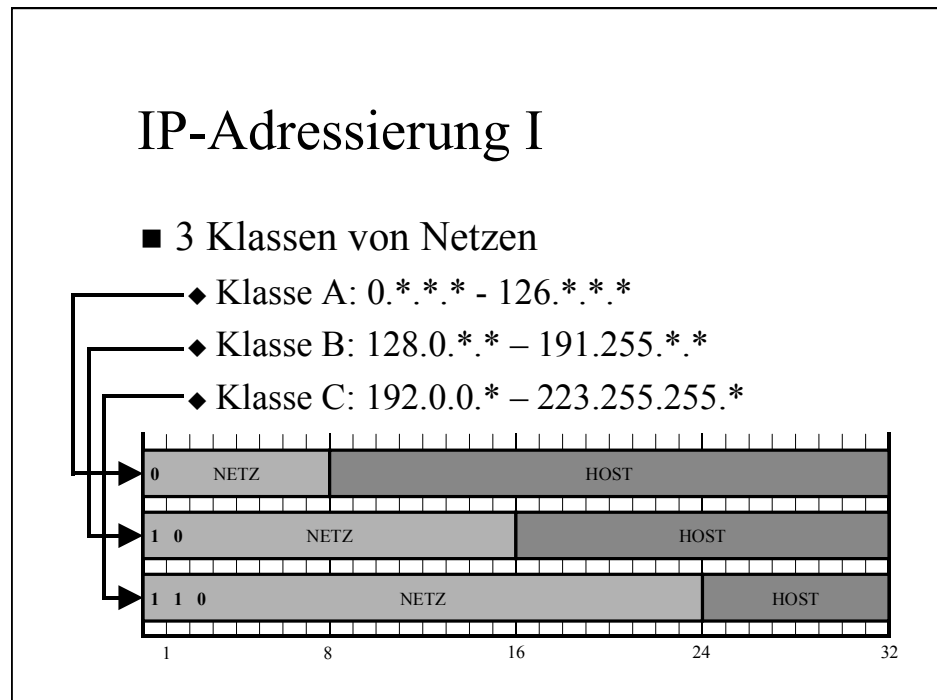 IP-Adressierung I
■ 3 Klassen von Netzen
◆ Klasse A: 0.*.*.* - 126.*.*.*
◆ Klasse B: 128.0.*.* – 191.255.*.*
◆ Klasse C: 192.0.0.* – 223.255.255.*
0 NETZ HOST
1 0 NETZ HOST
1 1 0 NETZ HOST
1 8 16 24 32